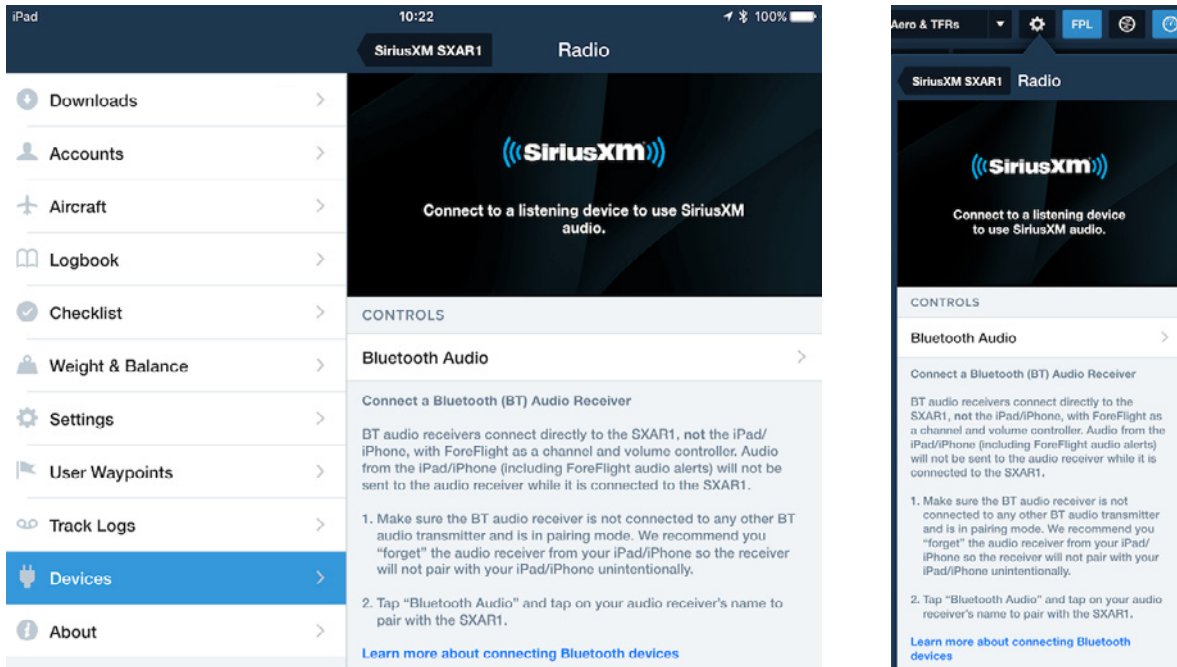 iPad
10:22
100%
SiriusXM SXAR1
Radio
Downloads
Accounts
Aircraft
Logbook
Checklist
Weight & Balance
Settings
User Waypoints
Track Logs
Devices
About
((SiriusXM))
Connect to a listening device to use SiriusXM
audio.
CONTROLS
Bluetooth Audio
Connect a Bluetooth (BT) Audio Receiver
BT audio receivers connect directly to the SXAR1, not the iPad/
iPhone, with ForeFlight as a channel and volume controller. Audio
from the iPad/iPhone (including ForeFlight audio alerts) will not be
sent to the audio receiver while it is connected to the SXAR1.
1. Make sure the BT audio receiver is not connected to any other BT
audio transmitter and is in pairing mode. We recommend you
“forget” the audio receiver from your iPad/iPhone so the receiver
will not pair with your iPad/iPhone unintentionally.
2. Tap “Bluetooth Audio” and tap on your audio receiver's name to
pair with the SXAR1.
Learn more about connecting Bluetooth devices
Aero & TFRs
FPL
SiriusXM SXAR1
Radio
((SiriusXM))
Connect to a listening device
to use SiriusXM audio.
CONTROLS
Bluetooth Audio
Connect a Bluetooth (BT) Audio Receiver
BT audio receivers connect directly to the
SXAR1, not the iPad/iPhone, with ForeFlight as
a channel and volume controller. Audio from the
iPad/iPhone (including ForeFlight audio alerts)
will not be sent to the audio receiver while it is
connected to the SXAR1.
1. Make sure the BT audio receiver is not
connected to any other BT audio transmitter
and is in pairing mode. We recommend you
“forget” the audio receiver from your iPad/
iPhone so the receiver will not pair with your
iPad/iPhone unintentionally.
2. Tap “Bluetooth Audio” and tap on your audio
receiver's name to pair with the SXAR1.
Learn more about connecting Bluetooth
devices